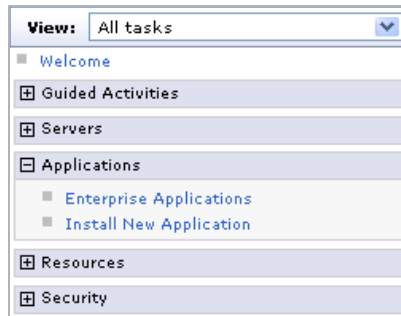 View: All tasks
Welcome
Guided Activities
Servers
Applications
Enterprise Applications
Install New Application
Resources
Security